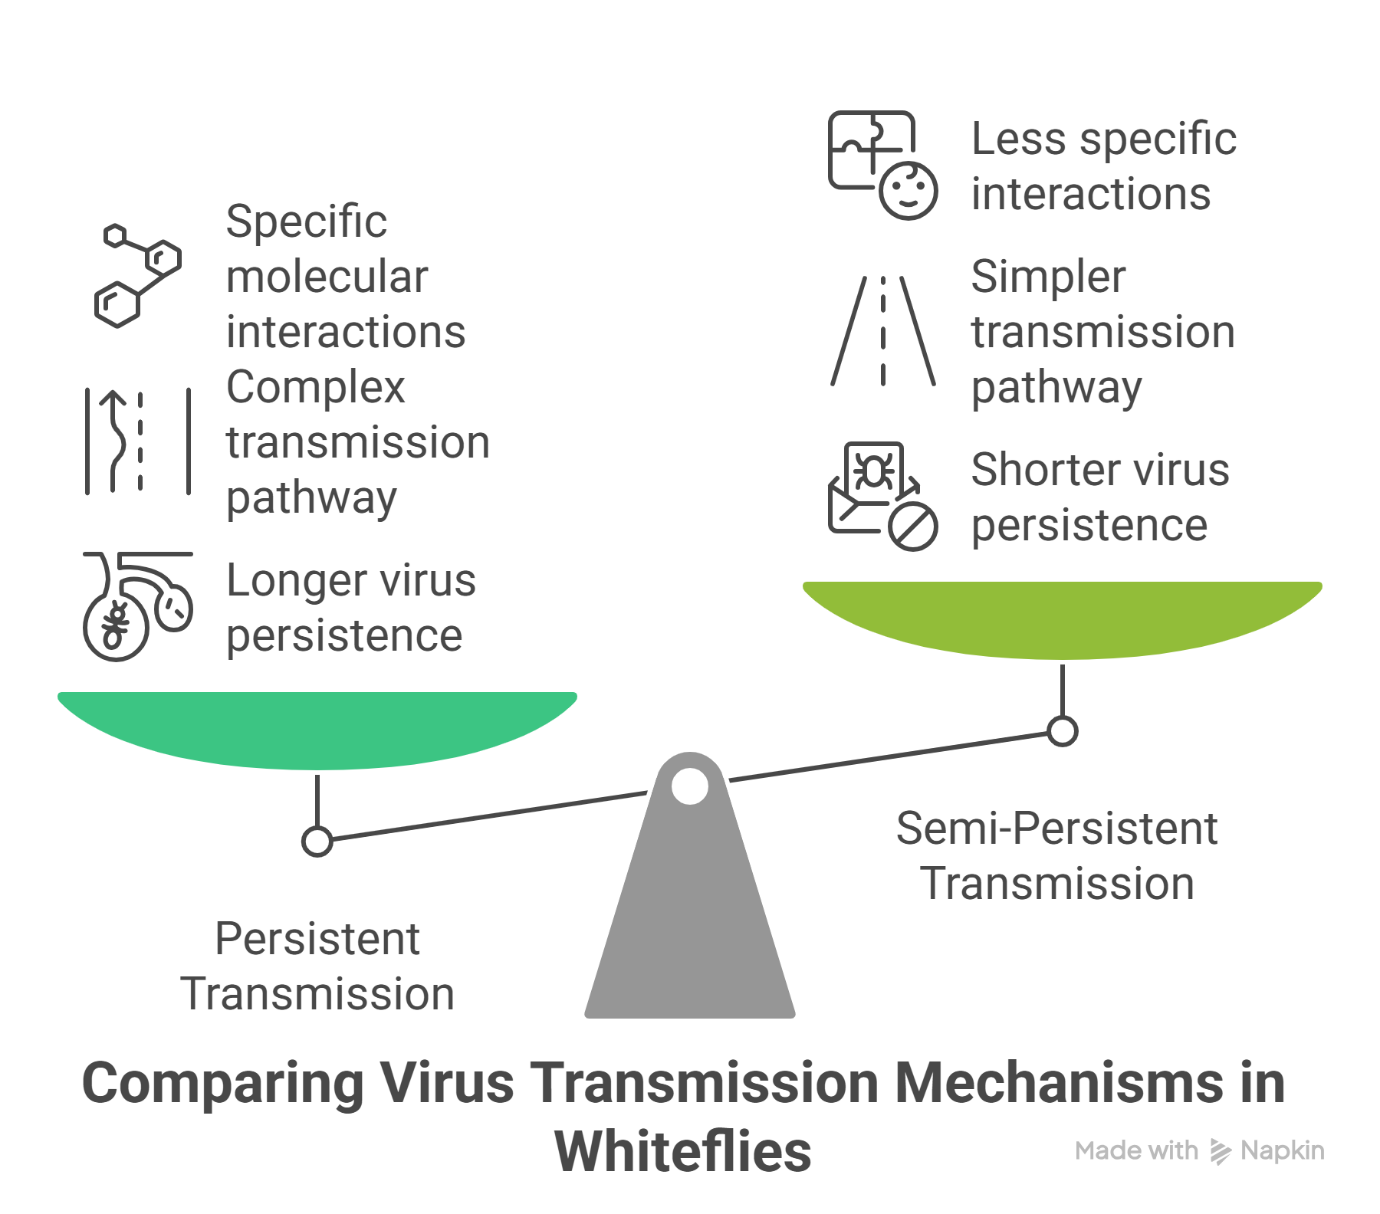 Specific
molecular
interactions
Complex
transmission
pathway
Longer virus
persistence
Less specific
interactions
Simpler
transmission
pathway
Shorter virus
persistence
Persistent
Transmission
Semi-Persistent
Transmission
Comparing Virus Transmission Mechanisms in
Whiteflies
Made with Napkin